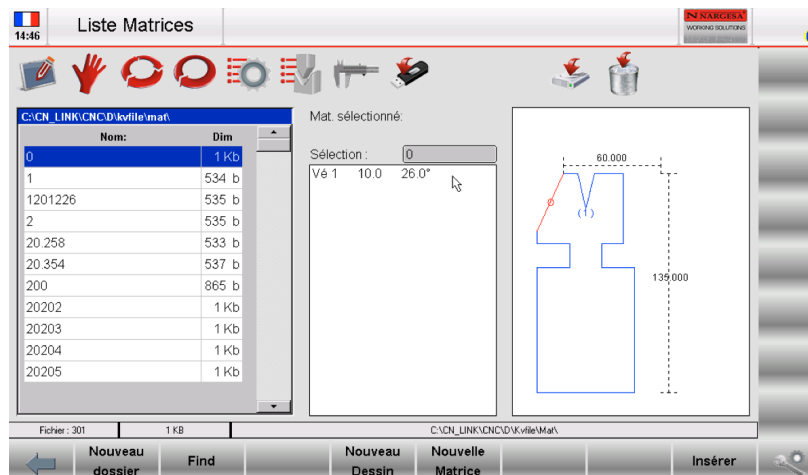 14:46
Liste Matrices
N NARGESA
WORKING SOLUTIONS
C:\CN_LINK\CNC\D\kvfile\mat\
Nom: Dim
0 1 Kb
1 534 b
1201226 535 b
2 535 b
20.258 533 b
20.354 537 b
200 865 b
20202 1 Kb
20203 1 Kb
20204 1 Kb
20205 1 Kb
Mat. sélectionné:
Sélection : 0
Vé 1 10.0 26.0°
60.000
(1)
135.000
Fichier : 301 1 KB C:\CN_LINK\CNC\D\Kvfile\Mat\
Nouveau dossier
Find
Nouveau Dessin
Nouvelle Matrice
Insérer